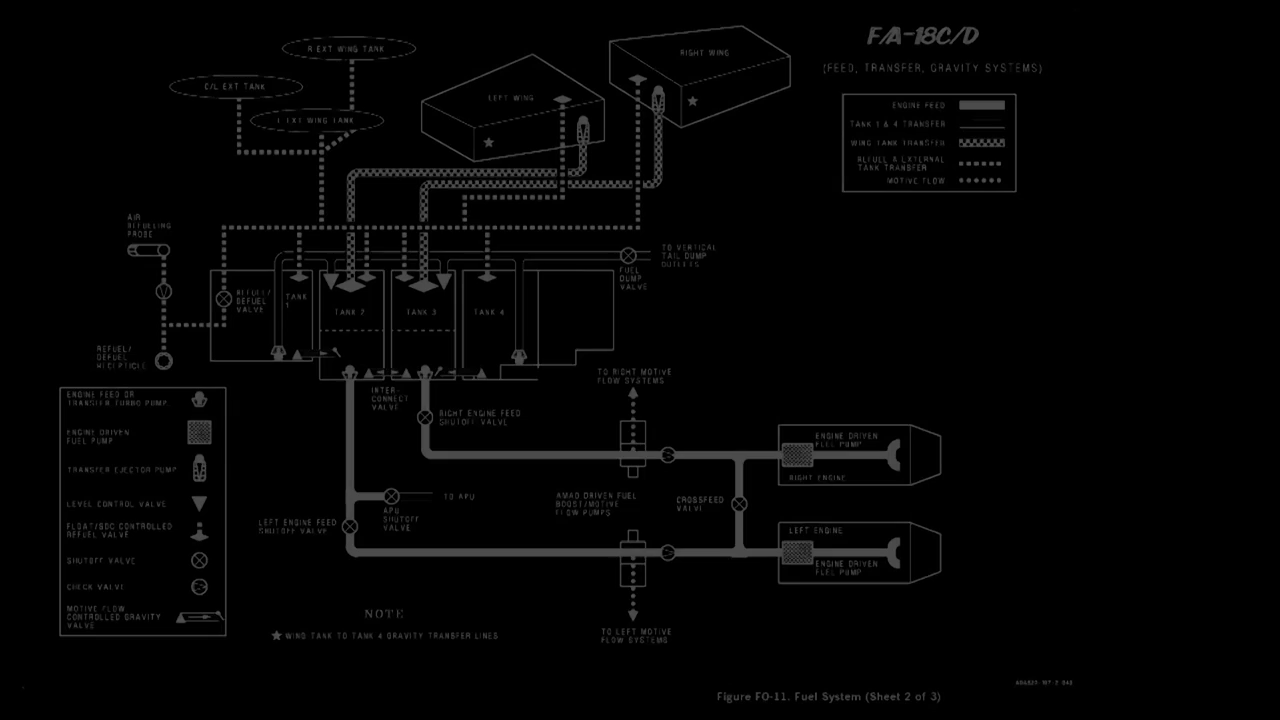 F/A-18C/D
(FEED, TRANSFER, GRAVITY SYSTEMS)
ENGINE FEED
TANK 1 & 4 TRANSFER
WING TANK TRANSFER
REFUEL & EXTERNAL
TANK TRANSFER
MOTIVE FLOW
R EXT WING TANK
C/L EXT TANK
L EXT WING TANK
LEFT WING
RIGHT WING
AIR
REFUELING
PROBE
TO VERTICAL
TAIL DUMP
OUTLETS
FUEL
DUMP
VALVE
REFUEL/
DEFUEL
VALVE
TANK
1
TANK 2
TANK 3
TANK 4
REFUEL/
DEFUEL
RECEPTICLE
INTER-
CONNECT
VALVE
TO RIGHT MOTIVE
FLOW SYSTEMS
RIGHT ENGINE FEED
SHUTOFF VALVE
ENGINE FEED OR
TRANSFER TURBO PUMP
ENGINE DRIVEN
FUEL PUMP
TRANSFER EJECTOR PUMP
LEVEL CONTROL VALVE
FLOAT/SDC CONTROLLED
REFUEL VALVE
SHUTOFF VALVE
CHECK VALVE
MOTIVE FLOW
CONTROLLED GRAVITY
VALVE
ENGINE DRIVEN
FUEL PUMP
RIGHT ENGINE
TO APU
APU
SHUTOFF
VALVE
AMAD DRIVEN FUEL
BOOST/MOTIVE
FLOW PUMPS
CROSSFEED
VALVE
LEFT ENGINE FEED
SHUTOFF VALVE
LEFT ENGINE
ENGINE DRIVEN
FUEL PUMP
NOTE
★ WING TANK TO TANK 4 GRAVITY TRANSFER LINES
TO LEFT MOTIVE
FLOW SYSTEMS
Figure FO-11. Fuel System (Sheet 2 of 3)